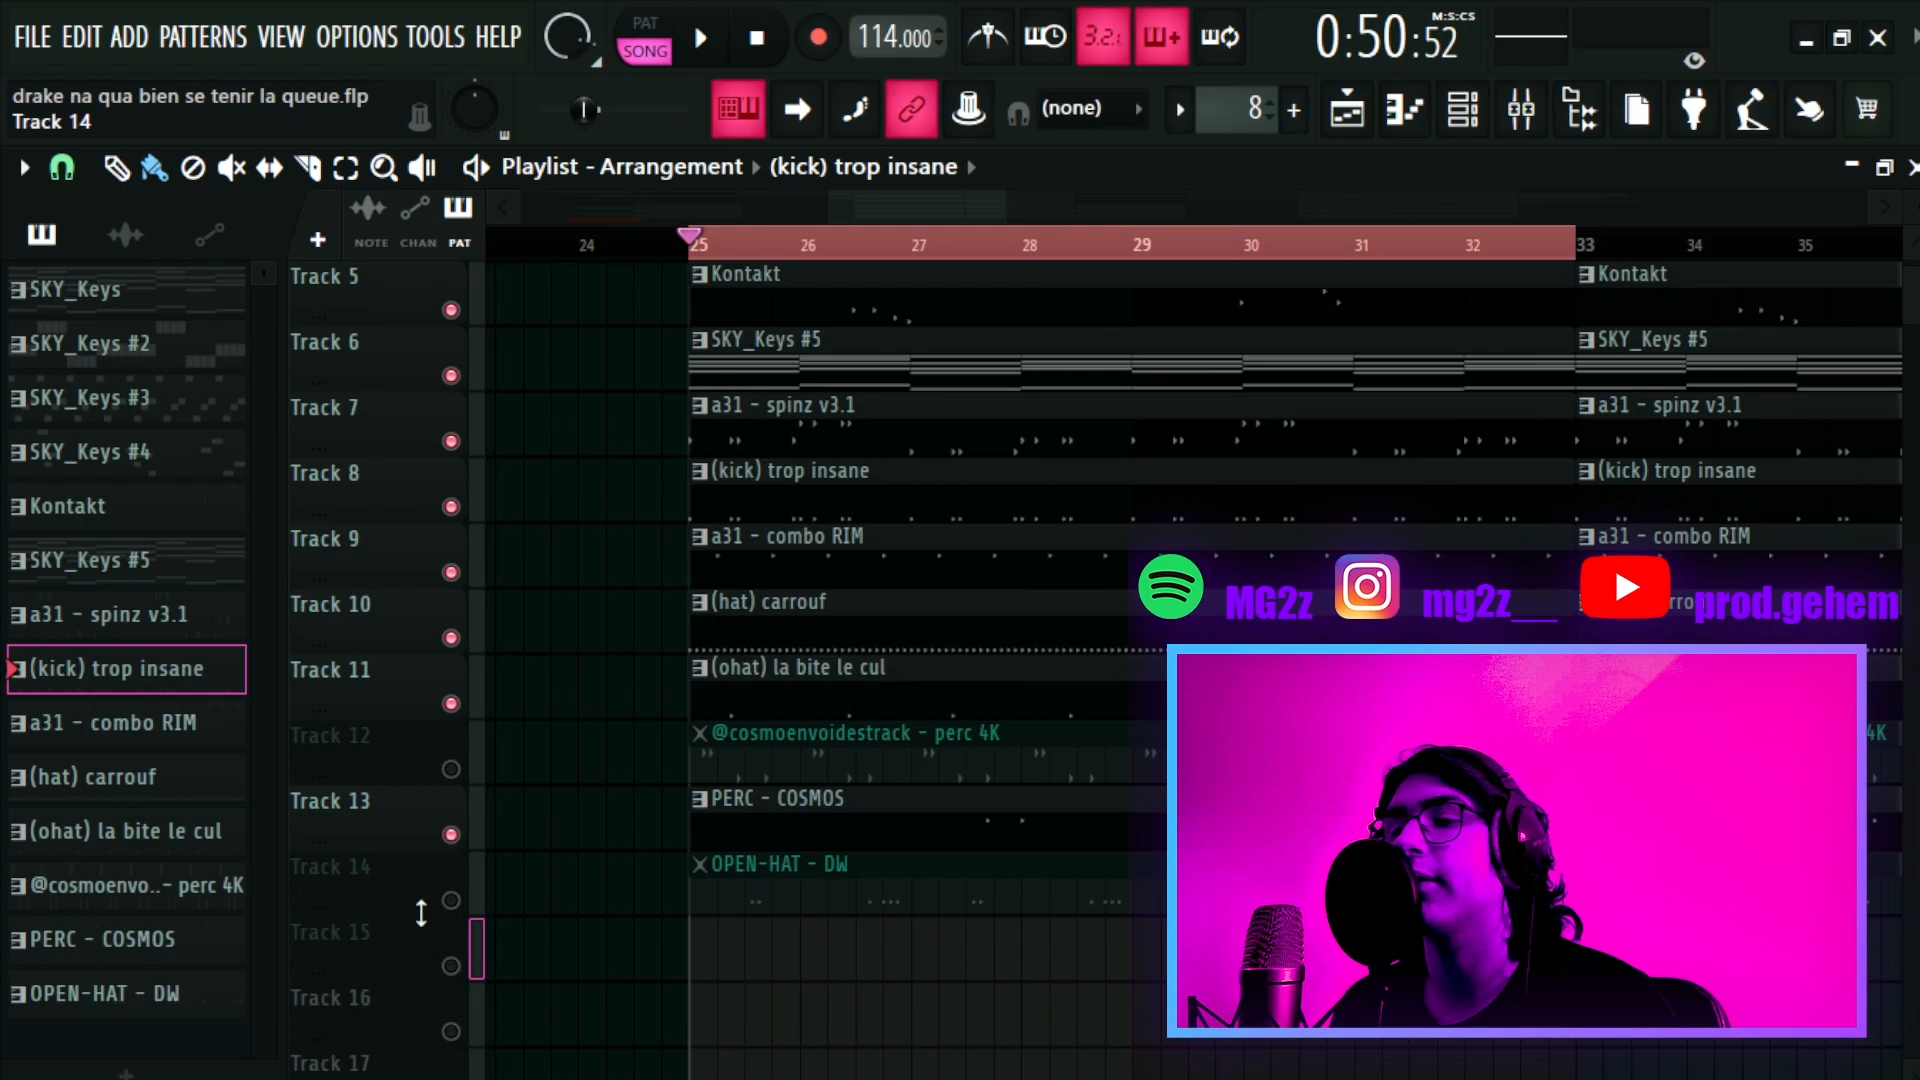 FILE EDIT ADD PATTERNS VIEW OPTIONS TOOLS HELP
PAT
SONG
114.000
3.2.
0:50:52
M:S:CS
drake na qua bien se tenir la queue.flp
Track 14
(none)
8
Playlist - Arrangement (kick) trop insane
NOTE CHAN PAT
24 25 26 27 28 29 30 31 32 33 34 35
SKY_Keys
SKY_Keys #2
SKY_Keys #3
SKY_Keys #4
Kontakt
SKY_Keys #5
a31 - spinz v3.1
(kick) trop insane
a31 - combo RIM
(hat) carrouf
(ohat) la bite le cul
@cosmoenvo..- perc 4K
PERC - COSMOS
OPEN-HAT - DW
Track 5
Kontakt Kontakt
Track 6
SKY_Keys #5 SKY_Keys #5
Track 7
a31 - spinz v3.1 a31 - spinz v3.1
Track 8
(kick) trop insane (kick) trop insane
Track 9
a31 - combo RIM a31 - combo RIM
Track 10
(hat) carrouf
Track 11
(ohat) la bite le cul
Track 12
@cosmoenvoidestrack - perc 4K 4K
Track 13
PERC - COSMOS
Track 14
OPEN-HAT - DW
Track 15
Track 16
Track 17
MG2z mg2z__ prod.gehem